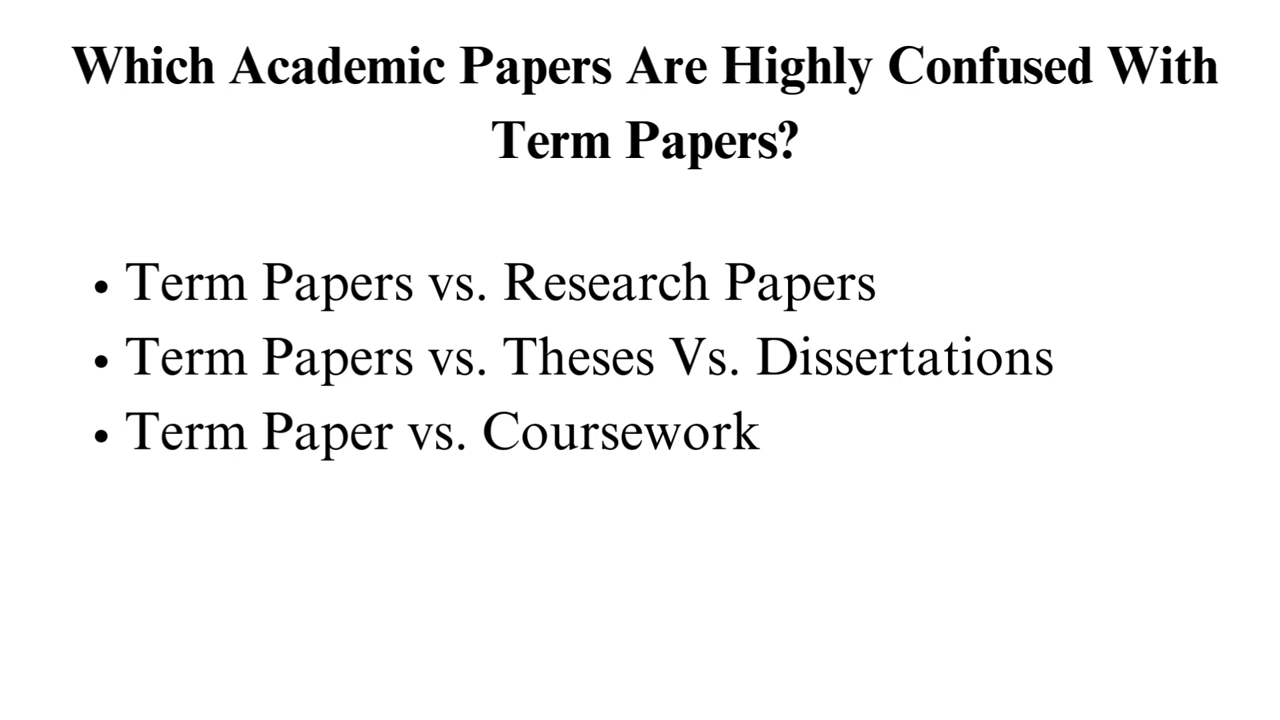 Which Academic Papers Are Highly Confused With
Term Papers?
• Term Papers vs. Research Papers
• Term Papers vs. Theses Vs. Dissertations
• Term Paper vs. Coursework